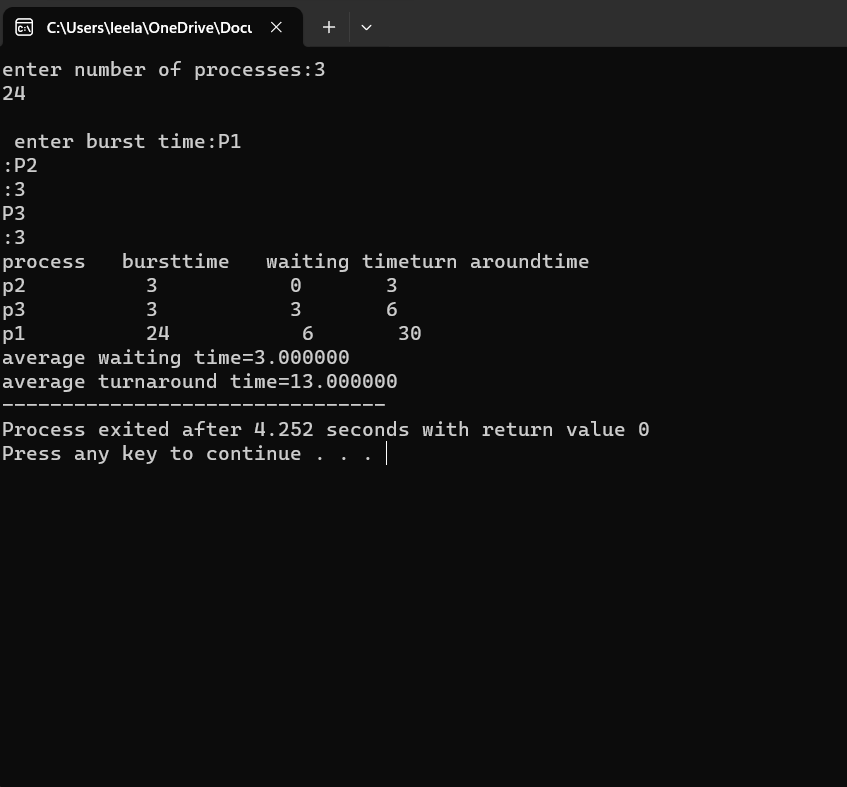 C:\Users\leela\OneDrive\Docu
enter number of processes:3
24
enter burst time:P1
:P2
:3
P3
:3
process   bursttime   waiting timeturn aroundtime
p2          3           0       3
p3          3           3       6
p1          24           6       30
average waiting time=3.000000
average turnaround time=13.000000
--------------------------------
Process exited after 4.252 seconds with return value 0
Press any key to continue . . .